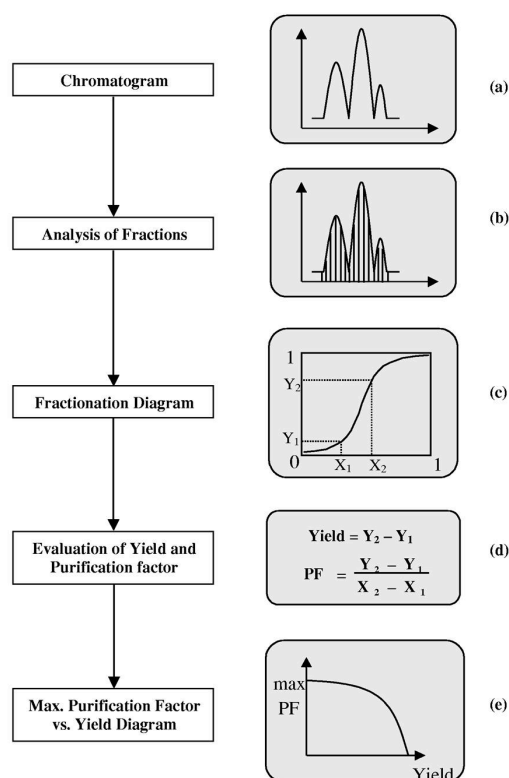 Chromatogram
(a)
Analysis of Fractions
(b)
Fractionation Diagram
1
Y2
Y1
0
X1
X2
1
(c)
Evaluation of Yield and
Purification factor
Yield = Y2 – Y1
PF = Y2 – Y1
X2 – X1
(d)
Max. Purification Factor
vs. Yield Diagram
max
PF
Yield
(e)